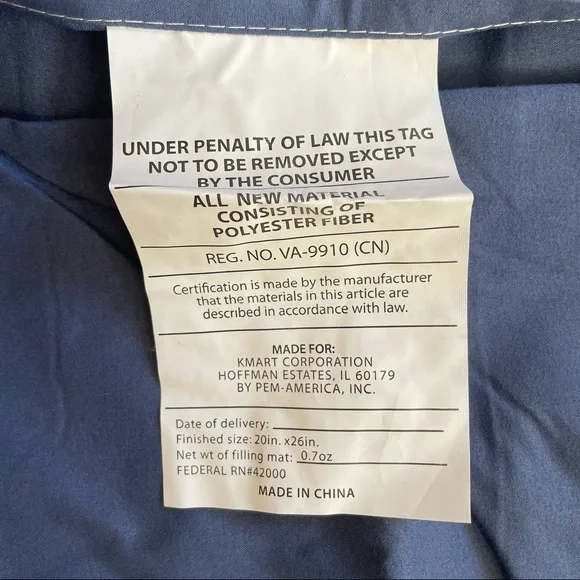 UNDER PENALTY OF LAW THIS TAG
NOT TO BE REMOVED EXCEPT
BY THE CONSUMER
ALL NEW MATERIAL
CONSISTING OF
POLYESTER FIBER
REG. NO. VA-9910 (CN)
Certification is made by the manufacturer
that the materials in this article are
described in accordance with law.
MADE FOR:
KMART CORPORATION
HOFFMAN ESTATES, IL 60179
BY PEM-AMERICA, INC.
Date of delivery:
Finished size: 20in. x26in.
Net wt of filling mat: 0.7oz
FEDERAL RN#42000
MADE IN CHINA